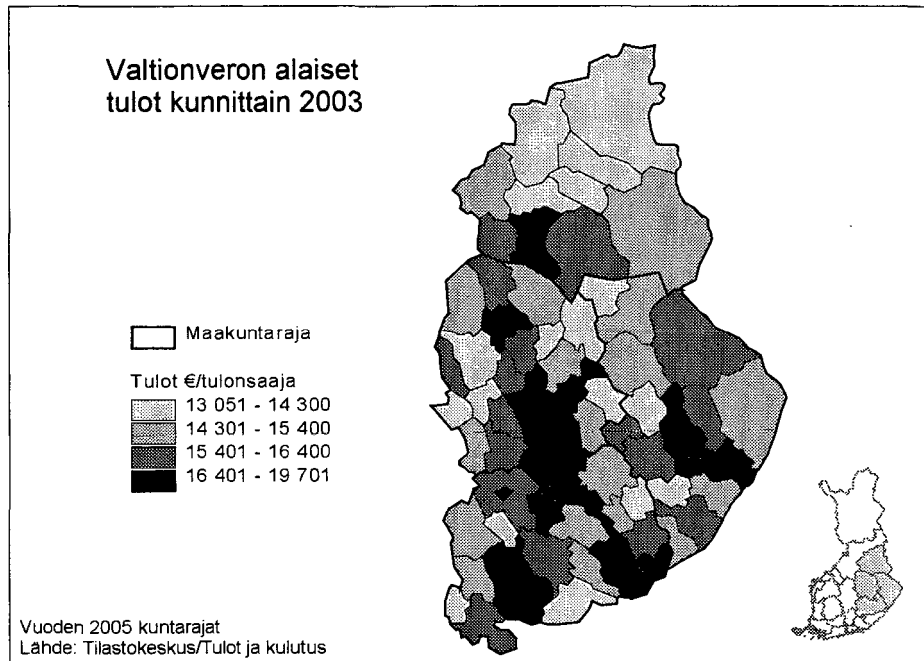 Valtionveron alaiset
tulot kunnittain 2003
Maakuntaraja
Tulot €/tulonsaaja
13 051 - 14 300
14 301 - 15 400
15 401 - 16 400
16 401 - 19 701
Vuoden 2005 kuntarajat
Lähde: Tilastokeskus/Tulot ja kulutus